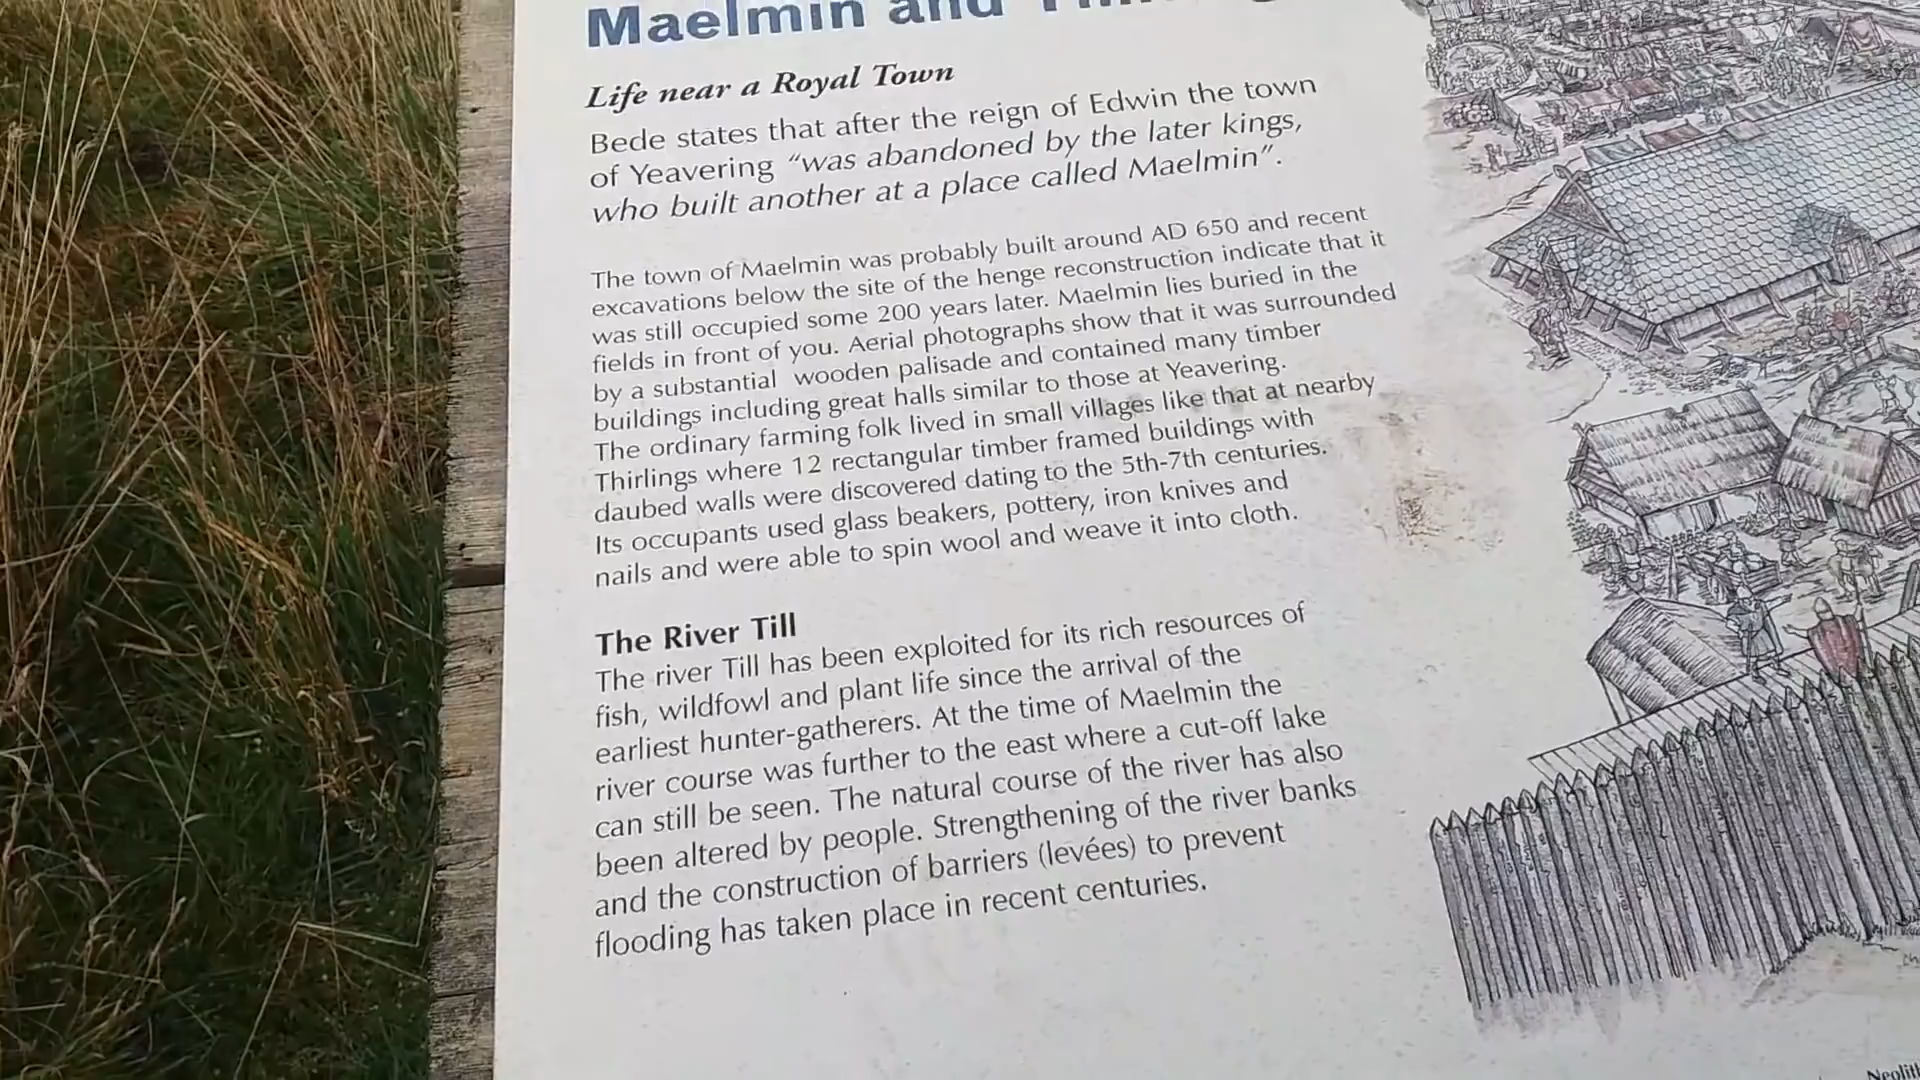 Maelmin and
Life near a Royal Town
Bede states that after the reign of Edwin the town
of Yeavering “was abandoned by the later kings,
who built another at a place called Maelmin”.
The town of Maelmin was probably built around AD 650 and recent
excavations below the site of the henge reconstruction indicate that it
was still occupied some 200 years later. Maelmin lies buried in the
fields in front of you. Aerial photographs show that it was surrounded
by a substantial wooden palisade and contained many timber
buildings including great halls similar to those at Yeavering.
The ordinary farming folk lived in small villages like that at nearby
Thirlings where 12 rectangular timber framed buildings with
daubed walls were discovered dating to the 5th-7th centuries.
Its occupants used glass beakers, pottery, iron knives and
nails and were able to spin wool and weave it into cloth.
The River Till
The river Till has been exploited for its rich resources of
fish, wildfowl and plant life since the arrival of the
earliest hunter-gatherers. At the time of Maelmin the
river course was further to the east where a cut-off lake
can still be seen. The natural course of the river has also
been altered by people. Strengthening of the river banks
and the construction of barriers (levées) to prevent
flooding has taken place in recent centuries.